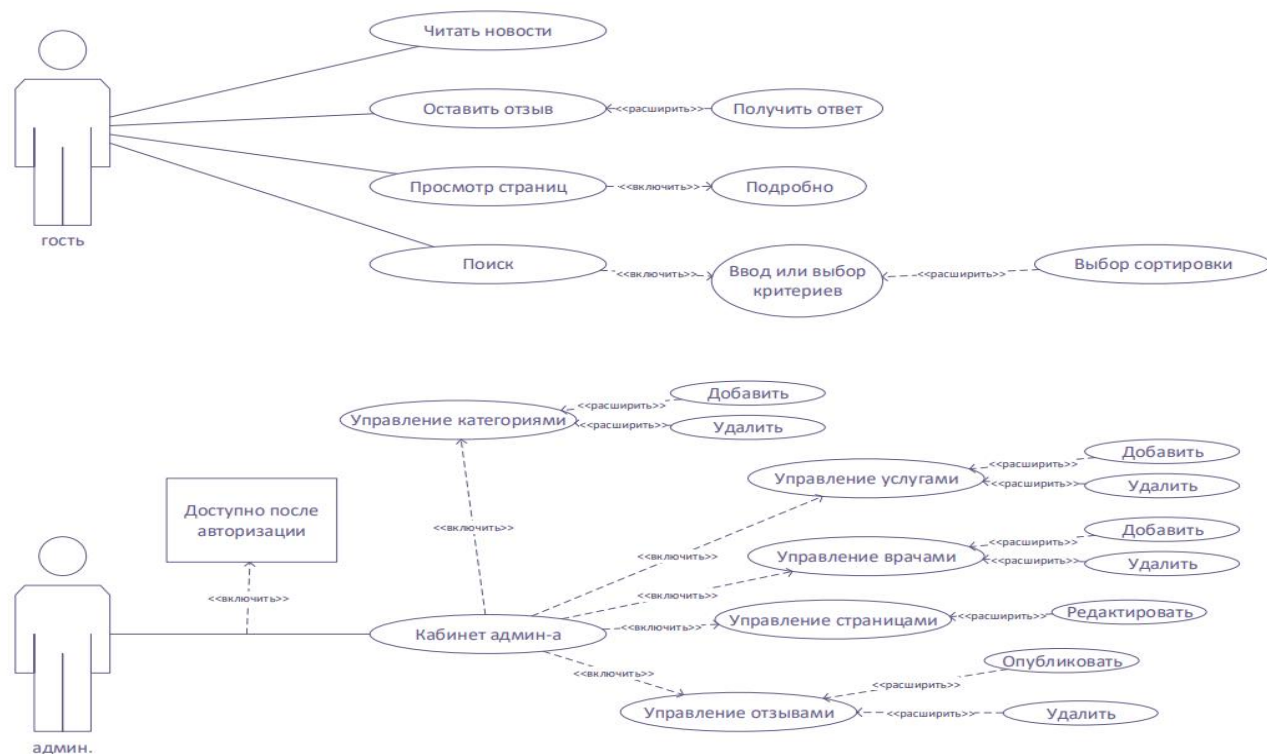 Читать новости
Оставить отзыв
<<расширить>>
Получить ответ
Просмотр страниц
<<включить>>
Подробно
гость
Поиск
<<включить>>
Ввод или выбор
критериев
<<расширить>>
Выбор сортировки
Управление категориями
<<расширить>>
Добавить
<<расширить>>
Удалить
Доступно после
авторизации
<<включить>>
<<включить>>
Управление услугами
<<расширить>>
Добавить
<<расширить>>
Удалить
<<включить>>
Управление врачами
<<расширить>>
Добавить
<<расширить>>
Удалить
<<включить>>
Кабинет админ-а
<<включить>>
Управление страницами
<<расширить>>
Редактировать
<<включить>>
Управление отзывами
<<расширить>>
Опубликовать
<<расширить>>
Удалить
админ.